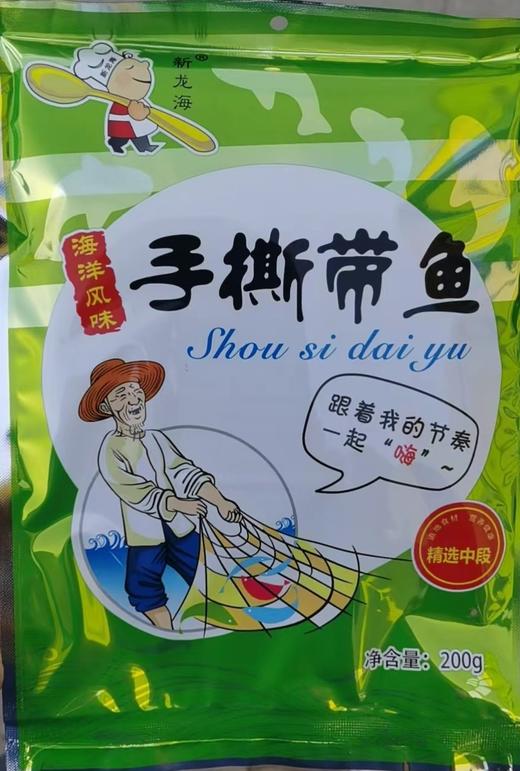 新龙海®
海洋风味
手撕带鱼
Shou si dai yu
跟着我的节奏
一起“嗨”~
精选中段
净含量：200g